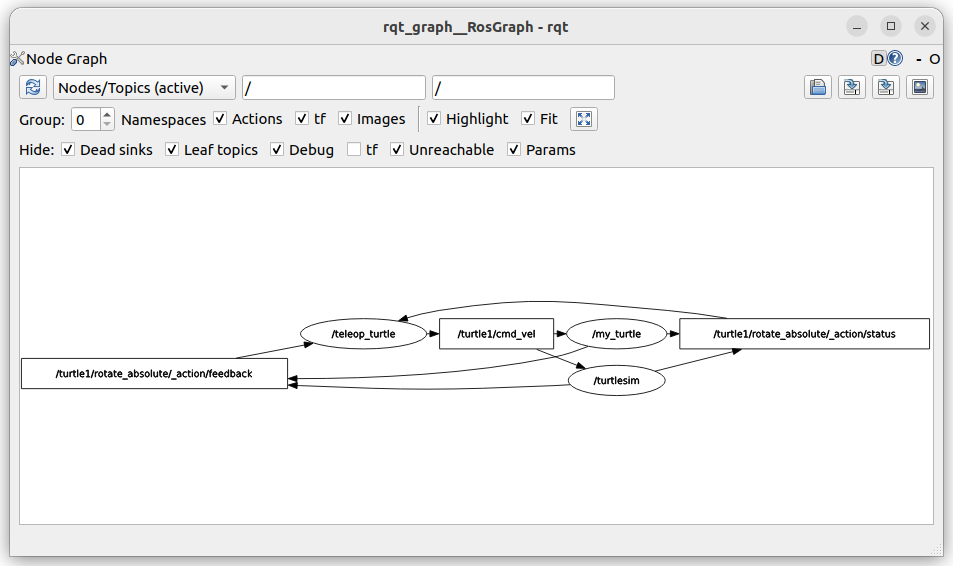 rqt_graph__RosGraph - rqt
Node Graph
D ? - O
Nodes/Topics (active) / /
Group: 0 Namespaces Actions tf Images Highlight Fit
Hide: Dead sinks Leaf topics Debug tf Unreachable Params
/teleop_turtle /turtle1/cmd_vel /my_turtle /turtle1/rotate_absolute/_action/status
/turtle1/rotate_absolute/_action/feedback
/turtlesim